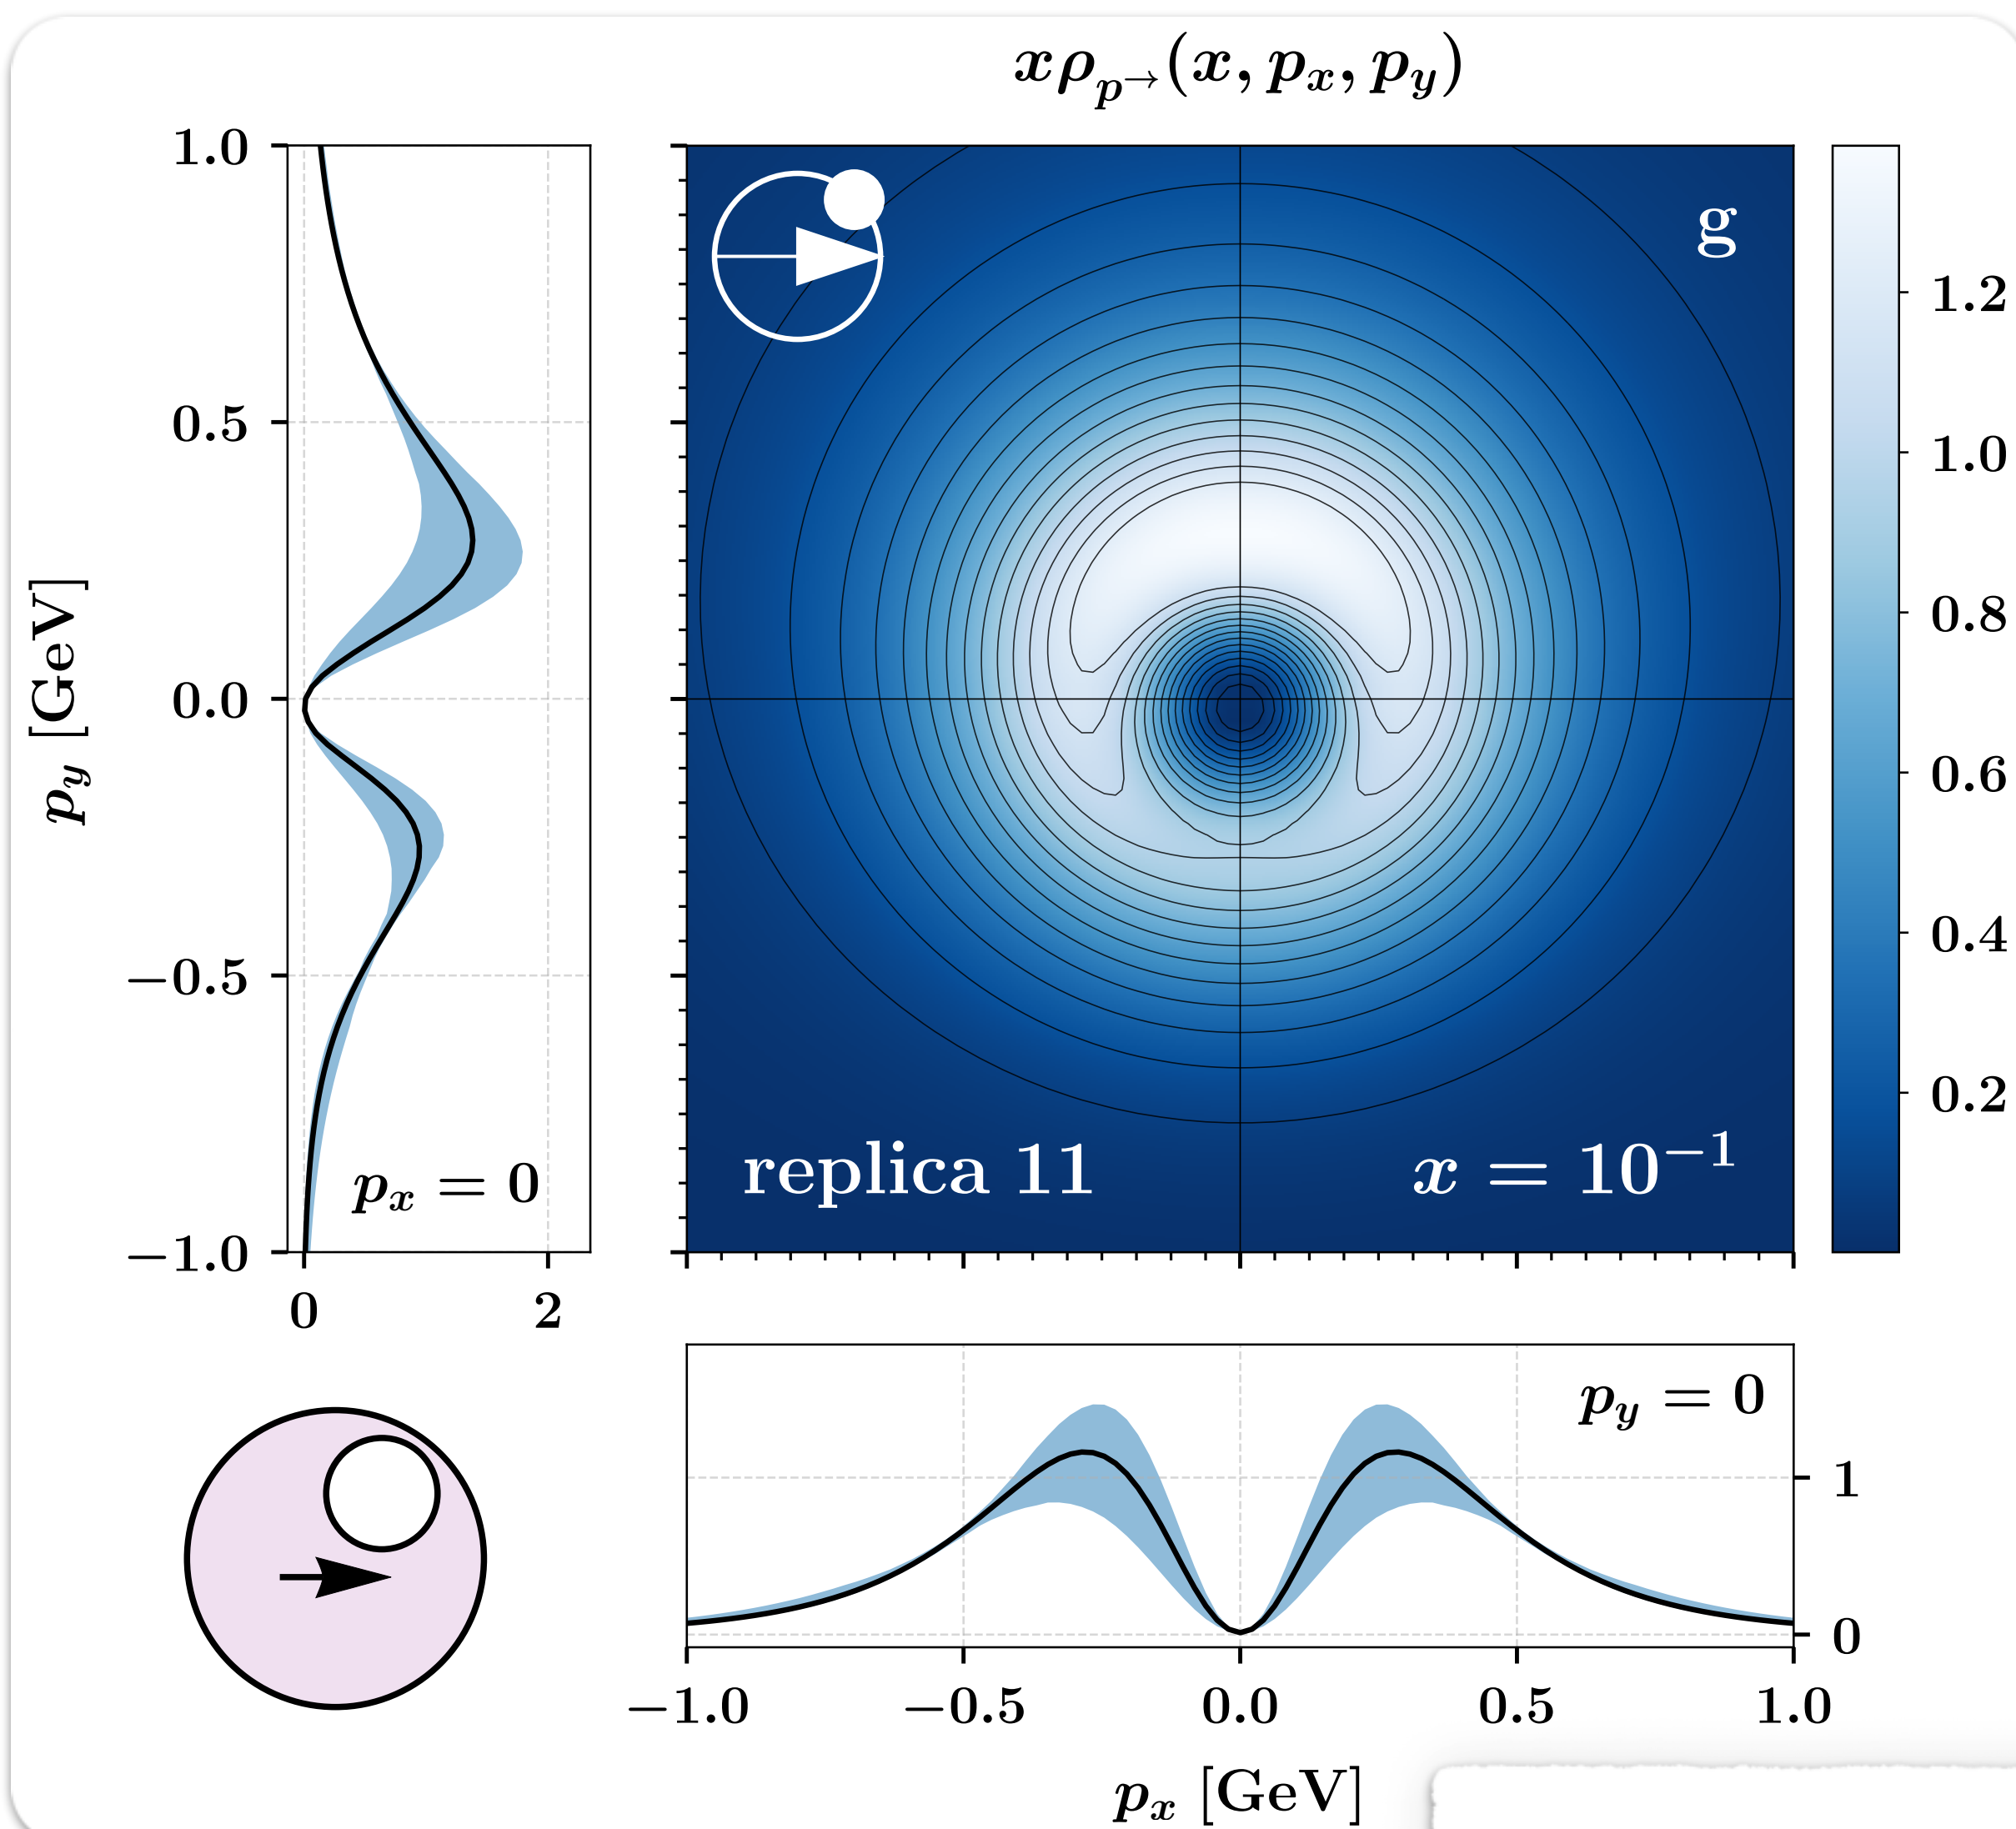 xρ_{p→}(x, p_x, p_y)
1.0
0.5
0.0
−0.5
−1.0
p_y [GeV]
p_x = 0
0 2
g
replica 11
x = 10^{−1}
1.2
1.0
0.8
0.6
0.4
0.2
p_y = 0
1
0
−1.0 −0.5 0.0 0.5 1.0
p_x [GeV]